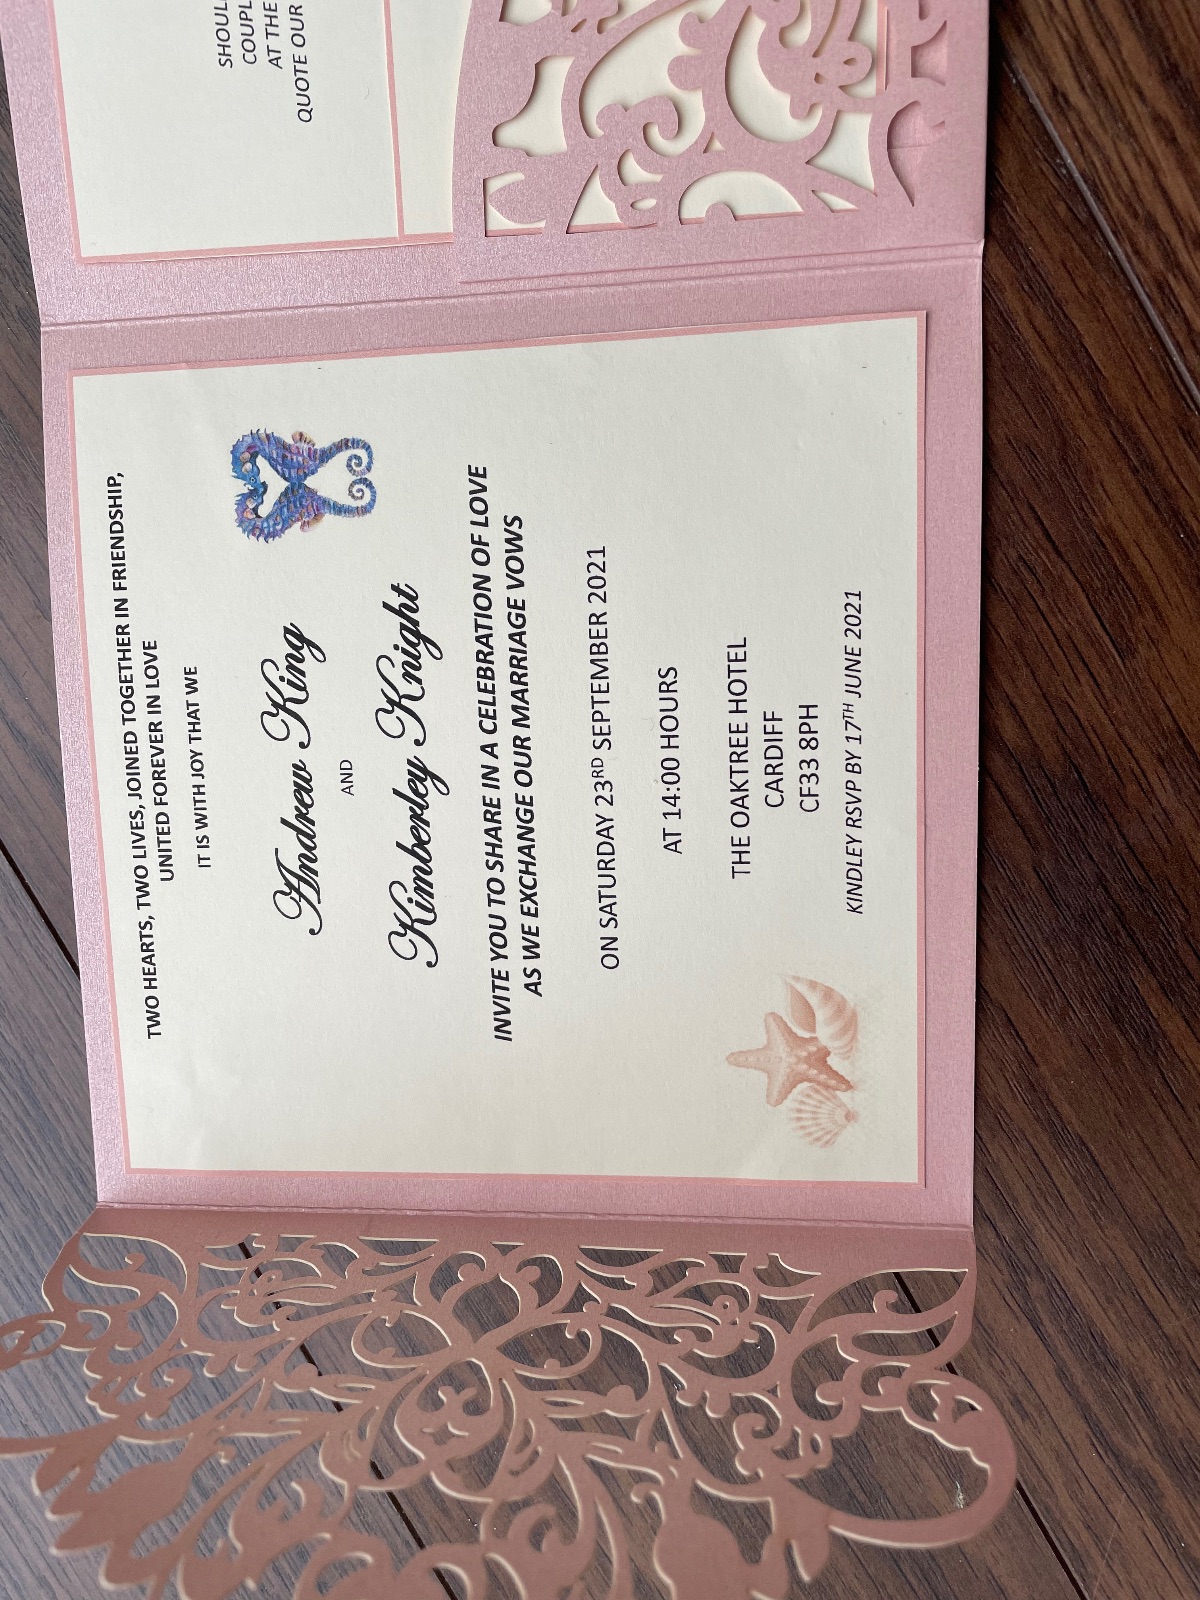 TWO HEARTS, TWO LIVES, JOINED TOGETHER IN FRIENDSHIP,
UNITED FOREVER IN LOVE
IT IS WITH JOY THAT WE
Andrew King
AND
Kimberley Knight
INVITE YOU TO SHARE IN A CELEBRATION OF LOVE
AS WE EXCHANGE OUR MARRIAGE VOWS
ON SATURDAY 23RD SEPTEMBER 2021
AT 14:00 HOURS
THE OAKTREE HOTEL
CARDIFF
CF33 8PH
KINDLEY RSVP BY 17TH JUNE 2021
SHOUL
COUPL
AT THE
QUOTE OUR